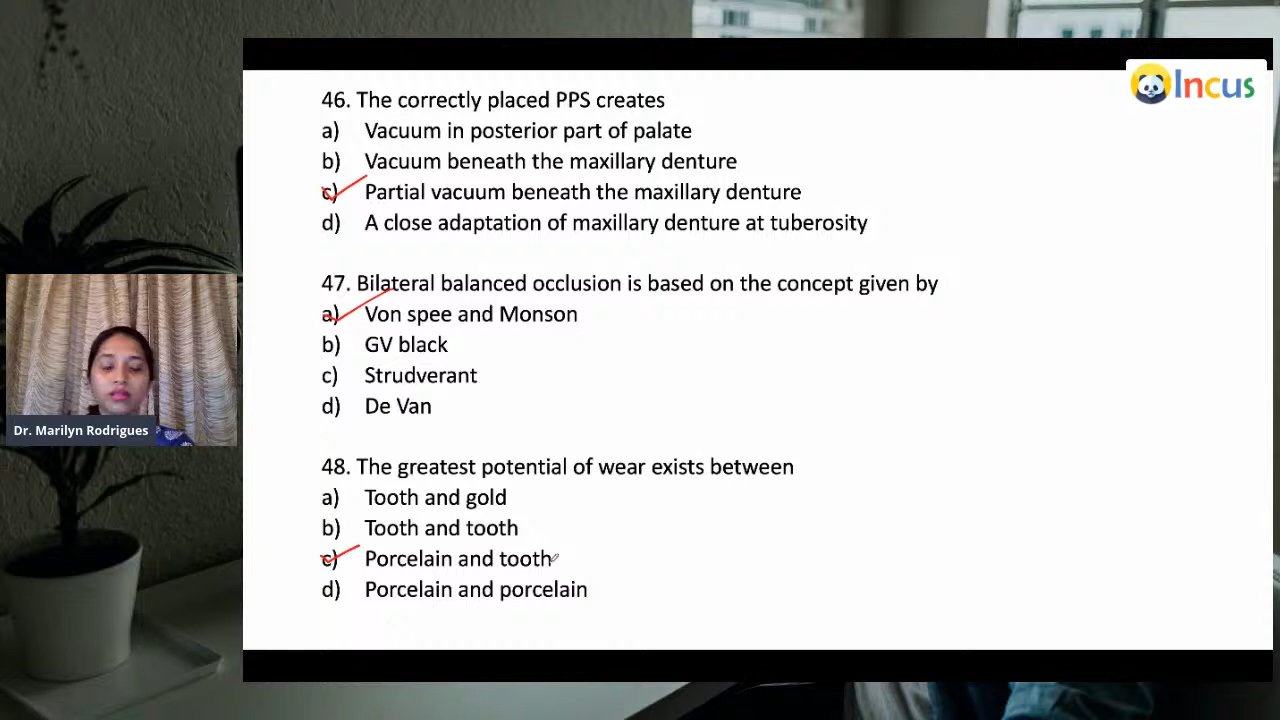 Incus
46. The correctly placed PPS creates
a) Vacuum in posterior part of palate
b) Vacuum beneath the maxillary denture
c) Partial vacuum beneath the maxillary denture
d) A close adaptation of maxillary denture at tuberosity
47. Bilateral balanced occlusion is based on the concept given by
a) Von spee and Monson
b) GV black
c) Strudverant
d) De Van
48. The greatest potential of wear exists between
a) Tooth and gold
b) Tooth and tooth
c) Porcelain and tooth
d) Porcelain and porcelain
Dr. Marilyn Rodrigues